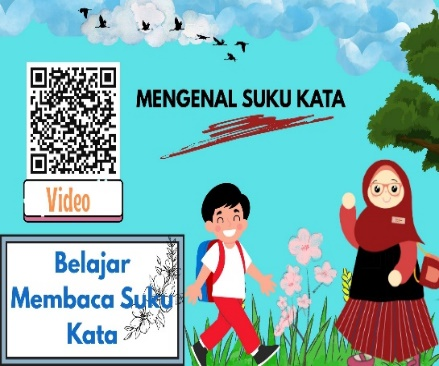 MENGENAL SUKU KATA
Video
Belajar
Membaca Suku
Kata